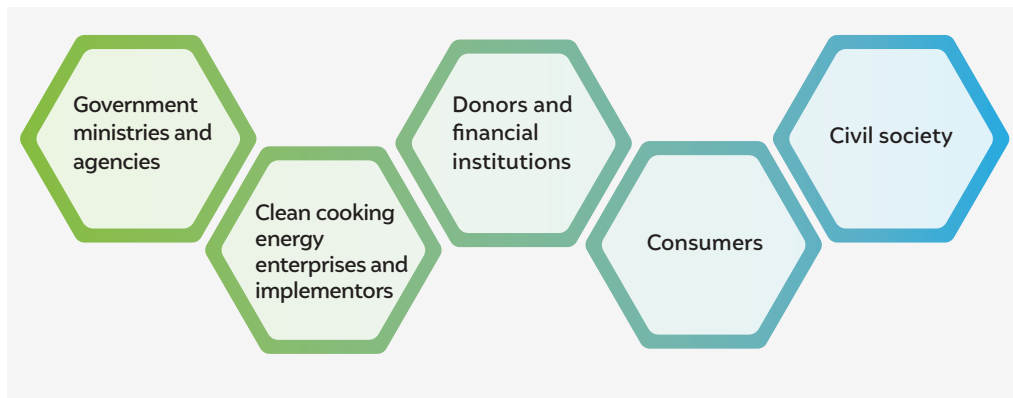 Government
ministries and
agencies
Clean cooking
energy
enterprises and
implementors
Donors and
financial
institutions
Consumers
Civil society